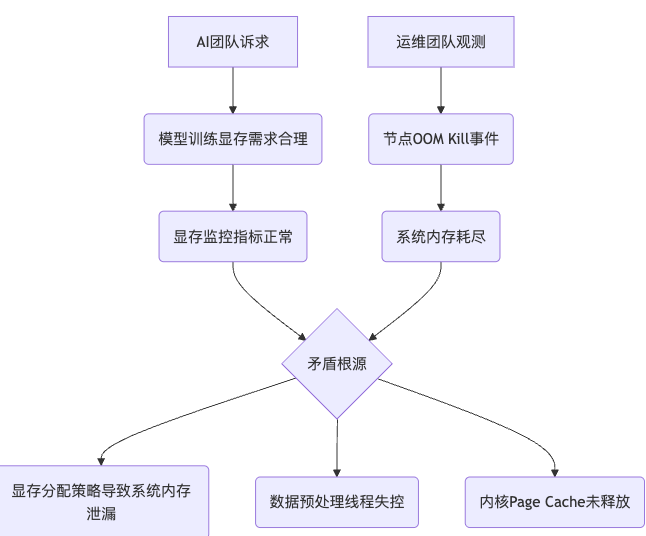 AI团队诉求
运维团队观测
模型训练显存需求合理
节点OOM Kill事件
显存监控指标正常
系统内存耗尽
矛盾根源
显存分配策略导致系统内存
泄漏
数据预处理线程失控
内核Page Cache未释放